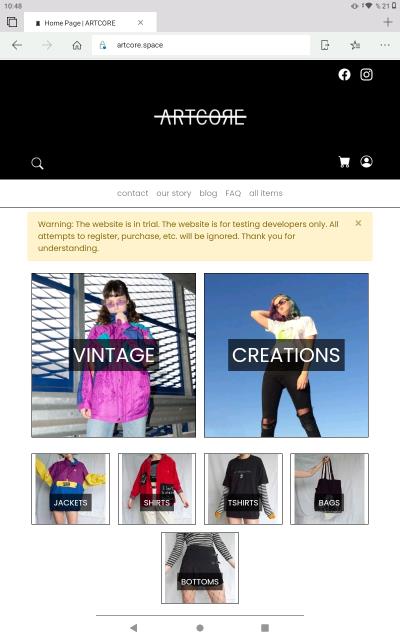 10:48
% 21
Home Page | ARTCORE
artcore.space
ARTCORE
contact our story blog FAQ all items
Warning: The website is in trial. The website is for testing developers only. All
attempts to register, purchase, etc. will be ignored. Thank you for
understanding.
VINTAGE
CREATIONS
JACKETS
SHIRTS
TSHIRTS
BAGS
BOTTOMS